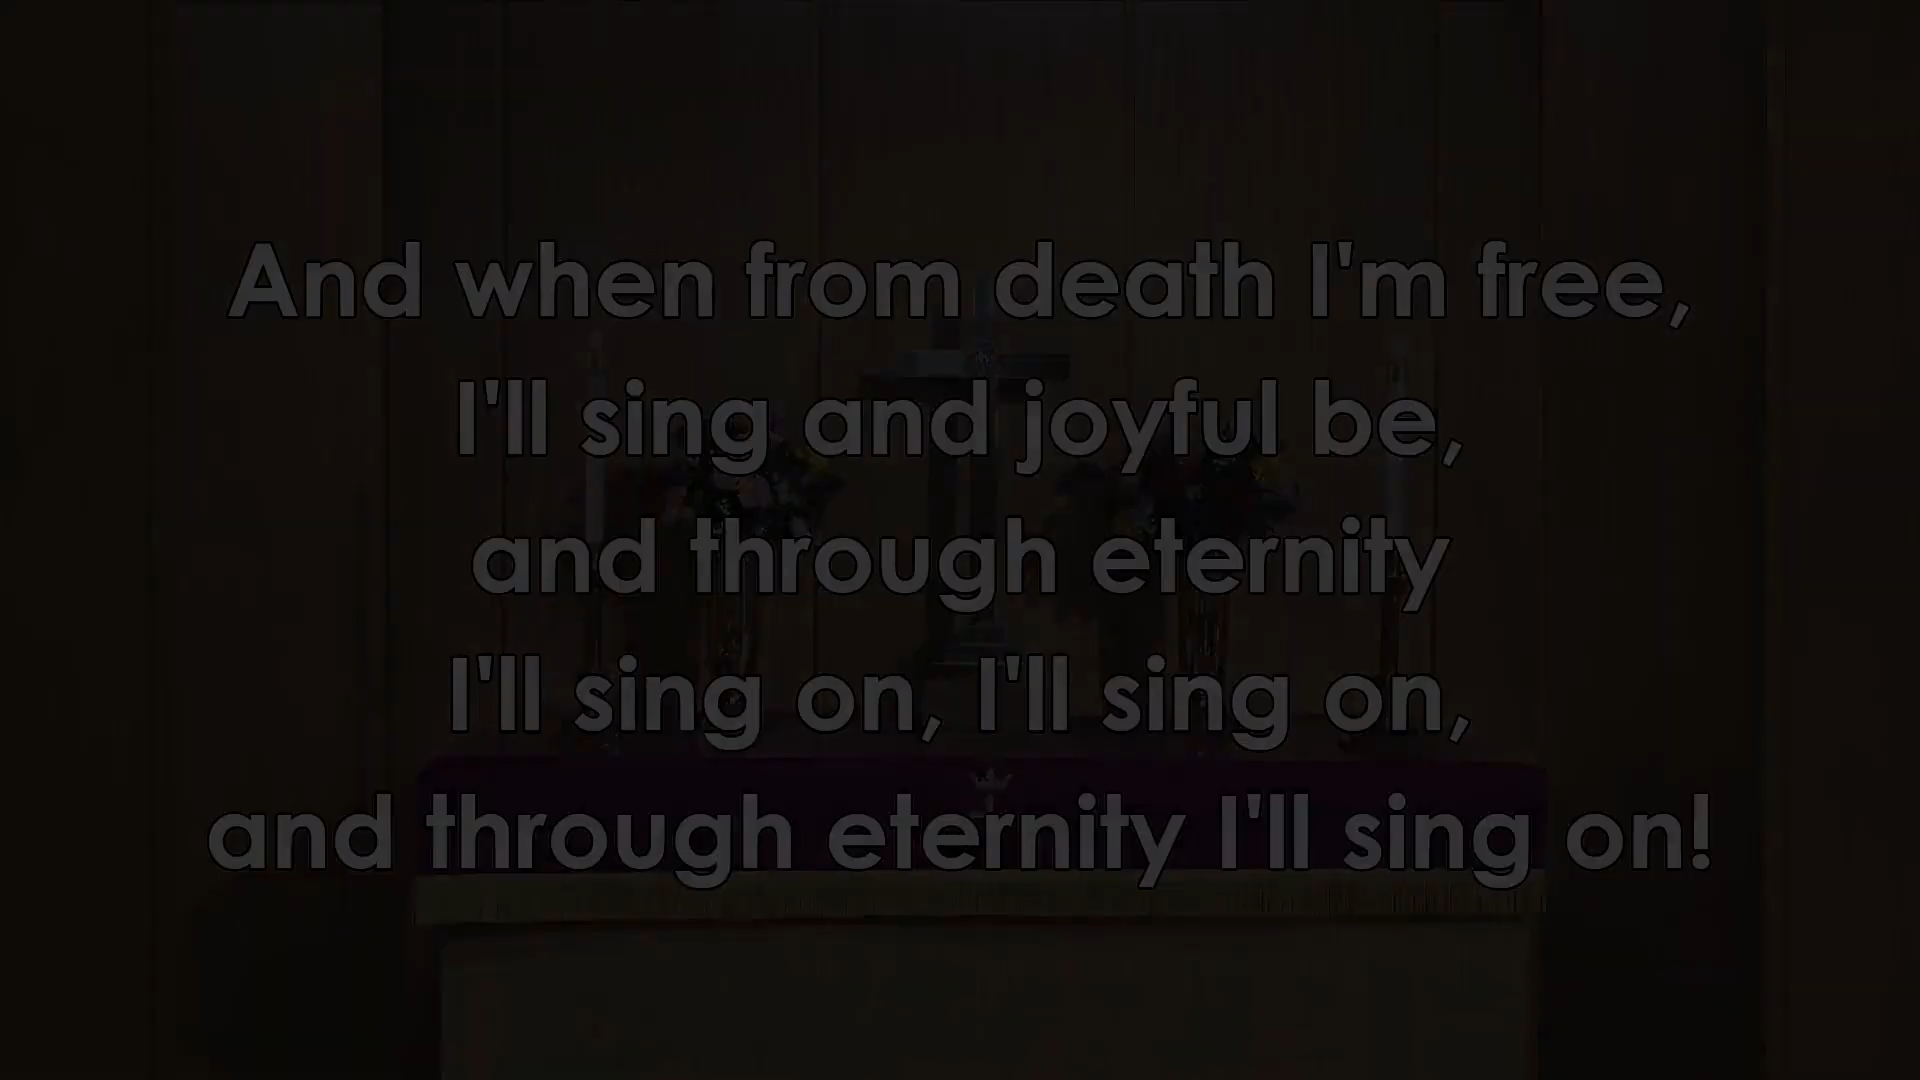 And when from death I'm free,
I'll sing and joyful be,
and through eternity
I'll sing on, I'll sing on,
and through eternity I'll sing on!